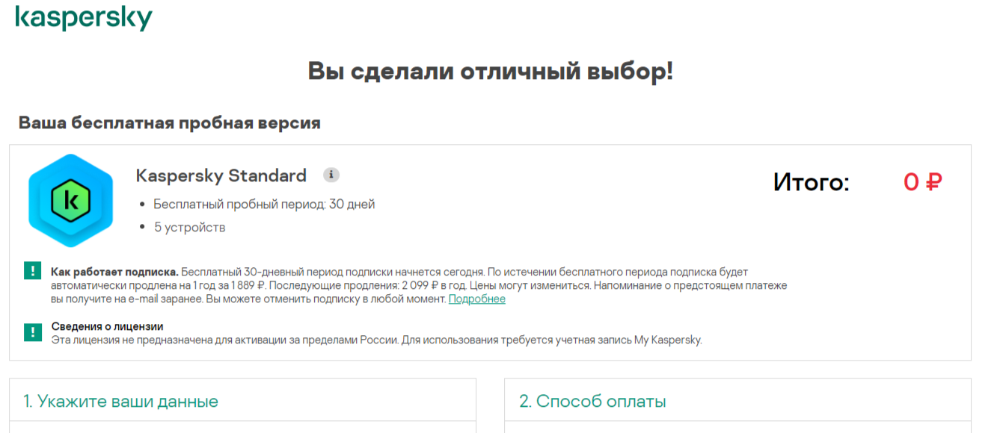 kaspersky
Вы сделали отличный выбор!
Ваша бесплатная пробная версия
Kaspersky Standard i
Итого: 0 ₽
• Бесплатный пробный период: 30 дней
• 5 устройств
! Как работает подписка. Бесплатный 30-дневный период подписки начнется сегодня. По истечении бесплатного периода подписка будет
автоматически продлена на 1 год за 1 889 ₽. Последующие продления: 2 099 ₽ в год. Цены могут измениться. Напоминание о предстоящем платеже
вы получите на e-mail заранее. Вы можете отменить подписку в любой момент. Подробнее
! Сведения о лицензии
Эта лицензия не предназначена для активации за пределами России. Для использования требуется учетная запись My Kaspersky.
1. Укажите ваши данные
2. Способ оплаты